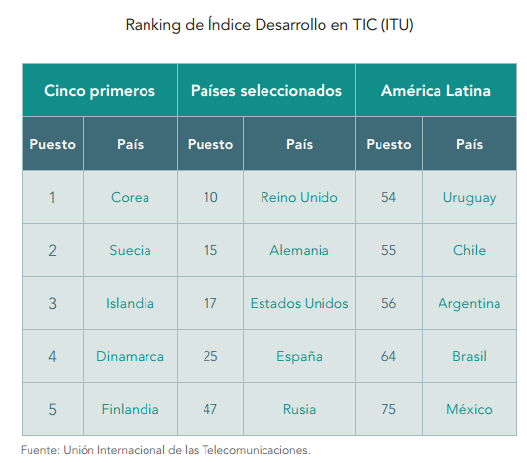 Ranking de Índice Desarrollo en TIC (ITU)
Cinco primeros Países seleccionados América Latina
Puesto País Puesto País Puesto País
1 Corea 10 Reino Unido 54 Uruguay
2 Suecia 15 Alemania 55 Chile
3 Islandia 17 Estados Unidos 56 Argentina
4 Dinamarca 25 España 64 Brasil
5 Finlandia 47 Rusia 75 México
Fuente: Unión Internacional de las Telecomunicaciones.